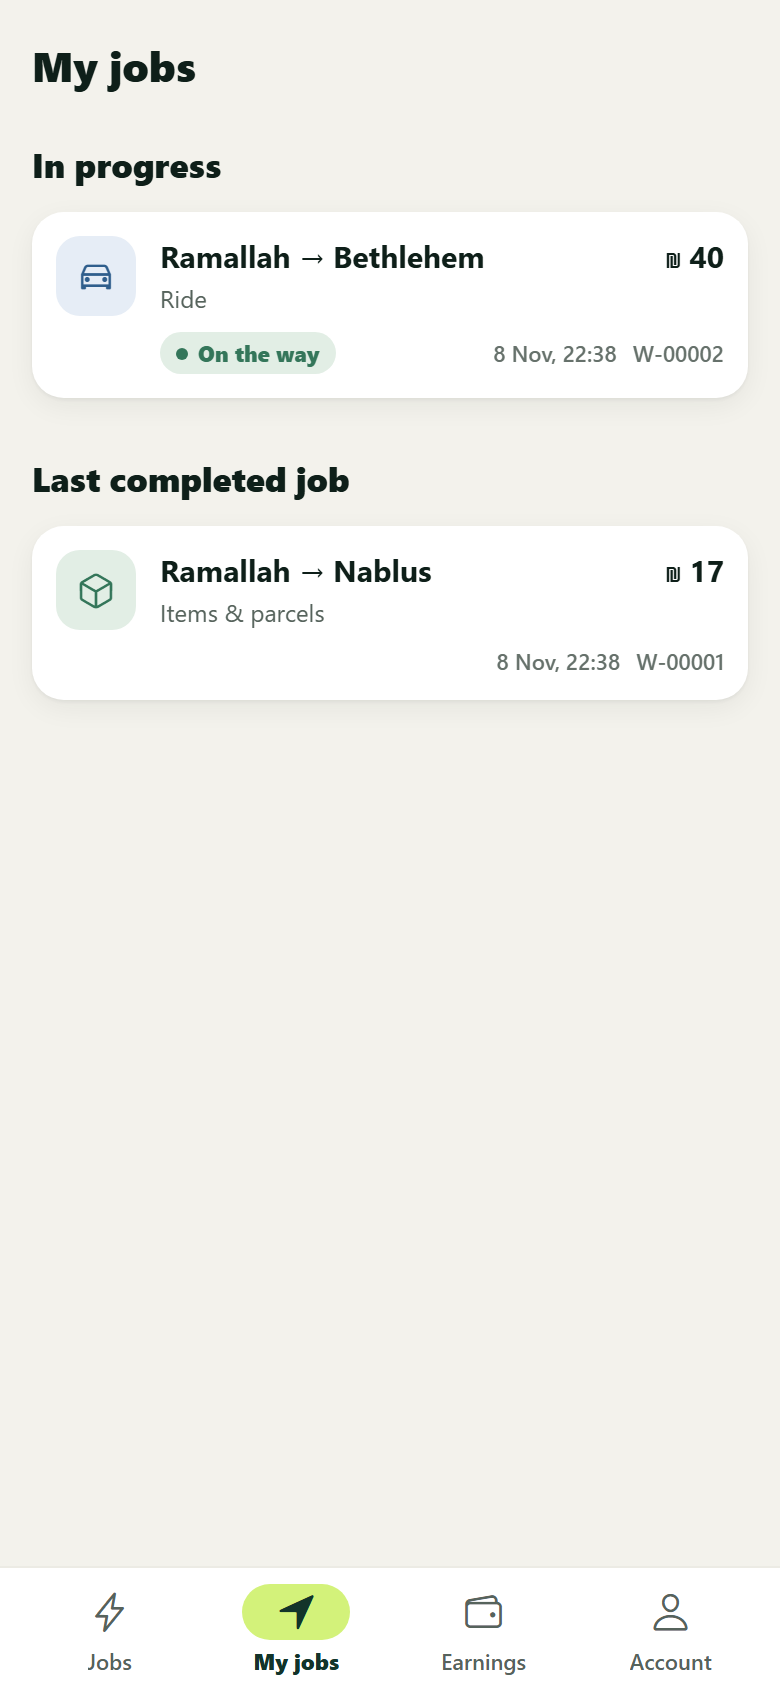 My jobs
In progress
Ramallah → Bethlehem ₪ 40
Ride
On the way 8 Nov, 22:38 W-00002
Last completed job
Ramallah → Nablus ₪ 17
Items & parcels
8 Nov, 22:38 W-00001
Jobs My jobs Earnings Account